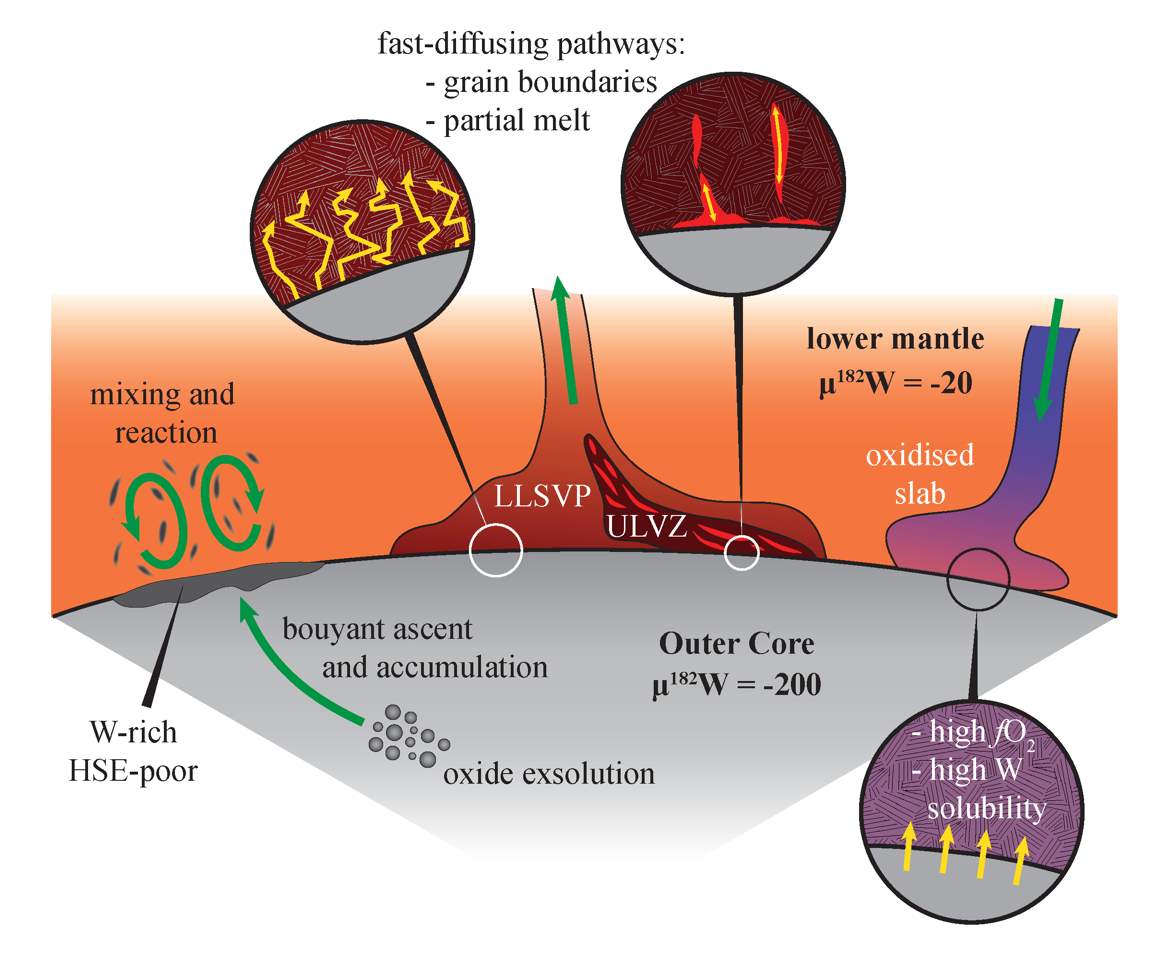 fast-diffusing pathways:
- grain boundaries
- partial melt
lower mantle
μ¹⁸²W = -20
mixing and
reaction
oxidised
slab
LLSVP
ULVZ
bouyant ascent
and accumulation
Outer Core
μ¹⁸²W = -200
W-rich
HSE-poor
oxide exsolution
- high fO₂
- high W
solubility